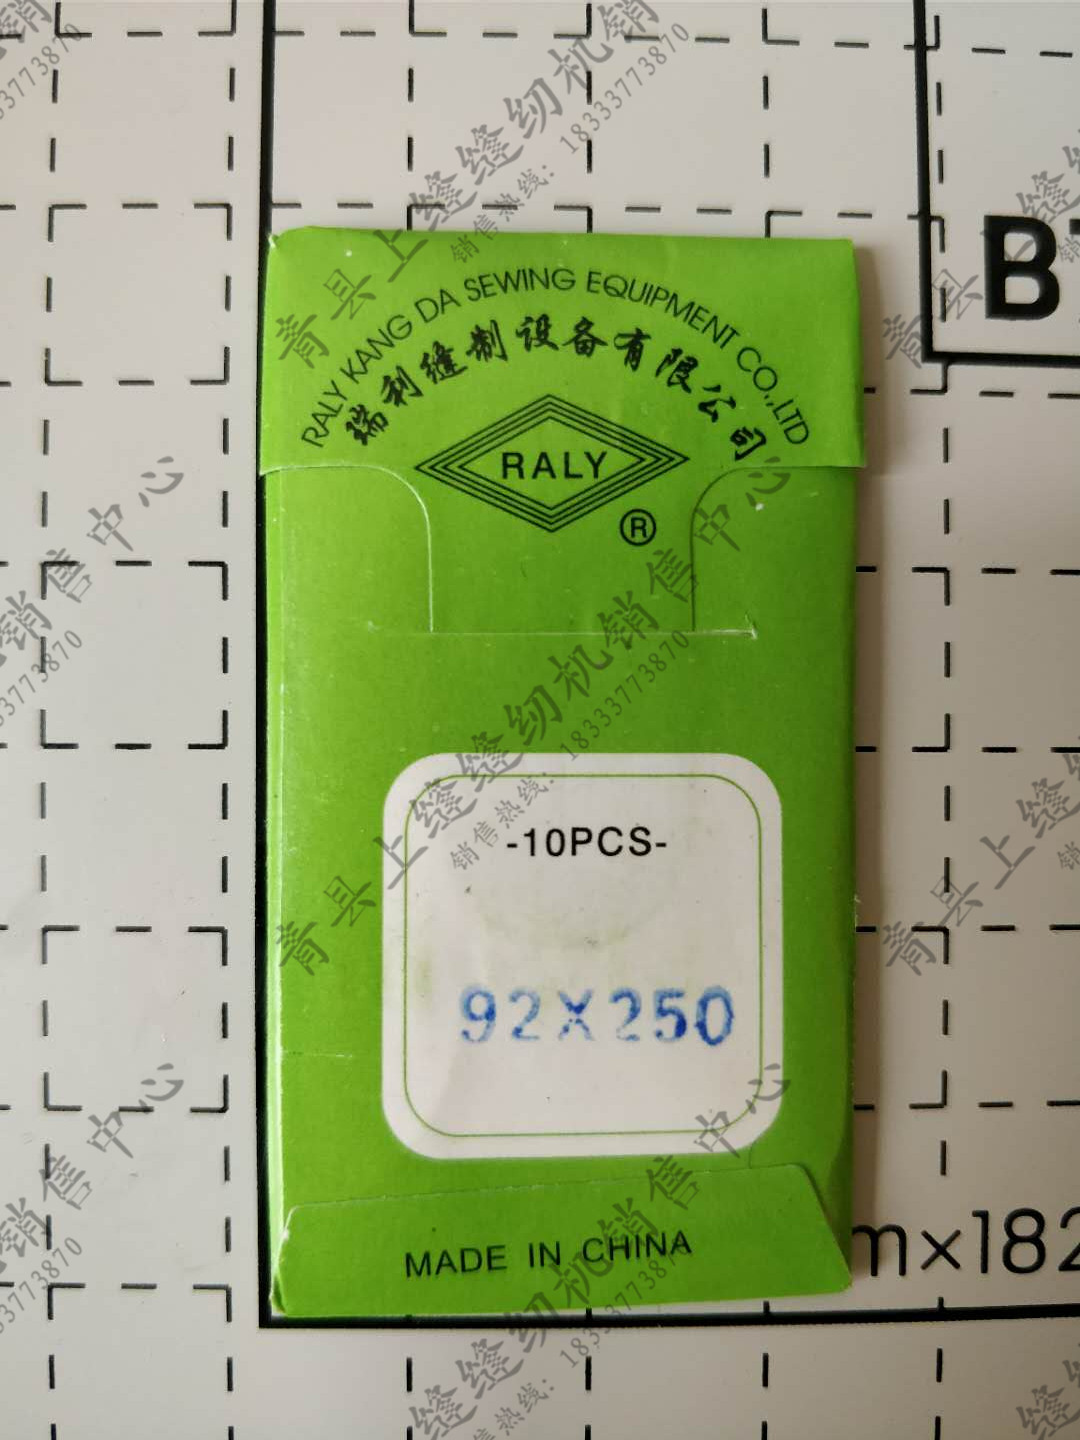 RALY KANG DA SEWING EQUIPMENT CO.,LTD
瑞利缝制设备有限公司
RALY
®
-10PCS-
92X250
MADE IN CHINA
B
mx182
青县上缝缝纫机销售中心
销售热线：18333773870